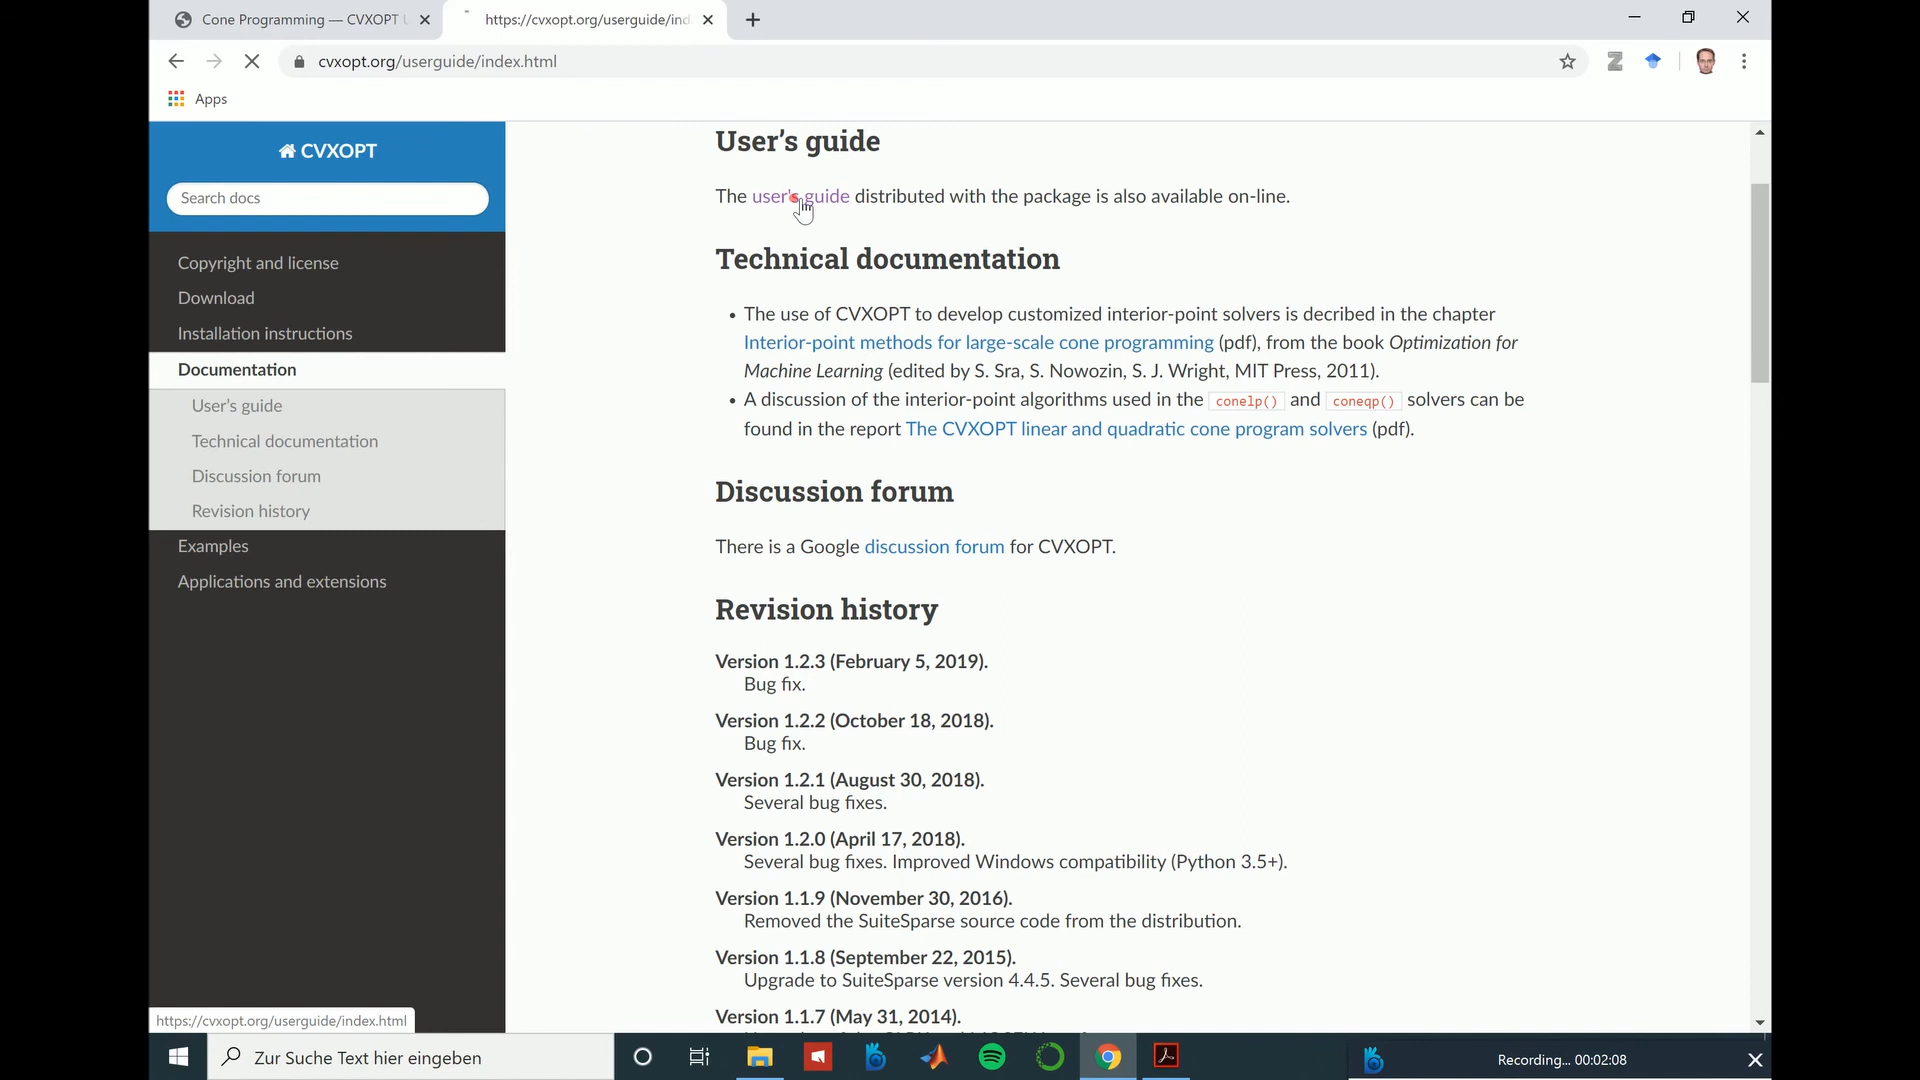 Cone Programming — CVXOPT U
https://cvxopt.org/userguide/ind
cvxopt.org/userguide/index.html
Apps
CVXOPT
Search docs
Copyright and license
Download
Installation instructions
Documentation
User's guide
Technical documentation
Discussion forum
Revision history
Examples
Applications and extensions
User's guide
The user's guide distributed with the package is also available on-line.
Technical documentation
• The use of CVXOPT to develop customized interior-point solvers is decribed in the chapter
Interior-point methods for large-scale cone programming (pdf), from the book Optimization for
Machine Learning (edited by S. Sra, S. Nowozin, S. J. Wright, MIT Press, 2011).
• A discussion of the interior-point algorithms used in the conelp() and coneqp() solvers can be
found in the report The CVXOPT linear and quadratic cone program solvers (pdf).
Discussion forum
There is a Google discussion forum for CVXOPT.
Revision history
Version 1.2.3 (February 5, 2019).
Bug fix.
Version 1.2.2 (October 18, 2018).
Bug fix.
Version 1.2.1 (August 30, 2018).
Several bug fixes.
Version 1.2.0 (April 17, 2018).
Several bug fixes. Improved Windows compatibility (Python 3.5+).
Version 1.1.9 (November 30, 2016).
Removed the SuiteSparse source code from the distribution.
Version 1.1.8 (September 22, 2015).
Upgrade to SuiteSparse version 4.4.5. Several bug fixes.
Version 1.1.7 (May 31, 2014).
https://cvxopt.org/userguide/index.html
Zur Suche Text hier eingeben
Recording... 00:02:08